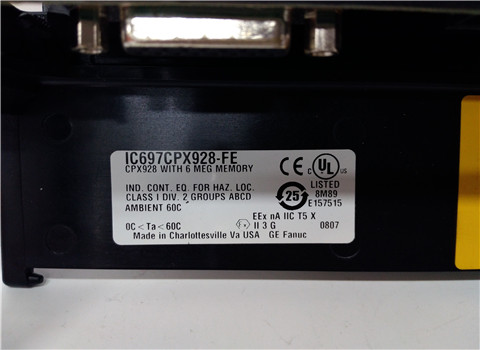 IC697CPX928-FE
CPX928 WITH 6 MEG MEMORY
IND. CONT. EQ. FOR HAZ. LOC.
CLASS I DIV. 2 GROUPS ABCD
AMBIENT 60C
0C <Ta<60C
Made in Charlottesville Va USA GE Fanuc
CE
C UL
25
LISTED
8M89
E157515
EEx nA IIC T5 X
Ex II 3 G 0807